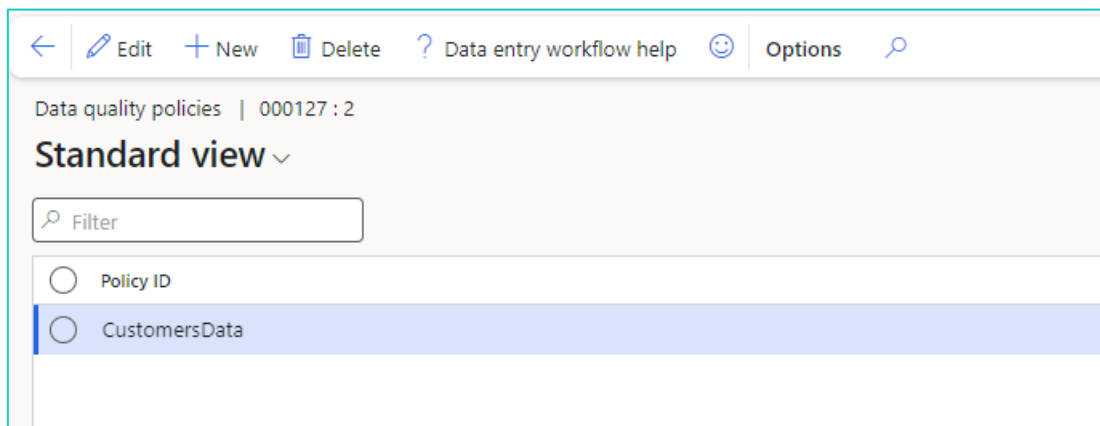 Edit New Delete ? Data entry workflow help Options
Data quality policies | 000127 : 2
Standard view
Filter
Policy ID
CustomersData